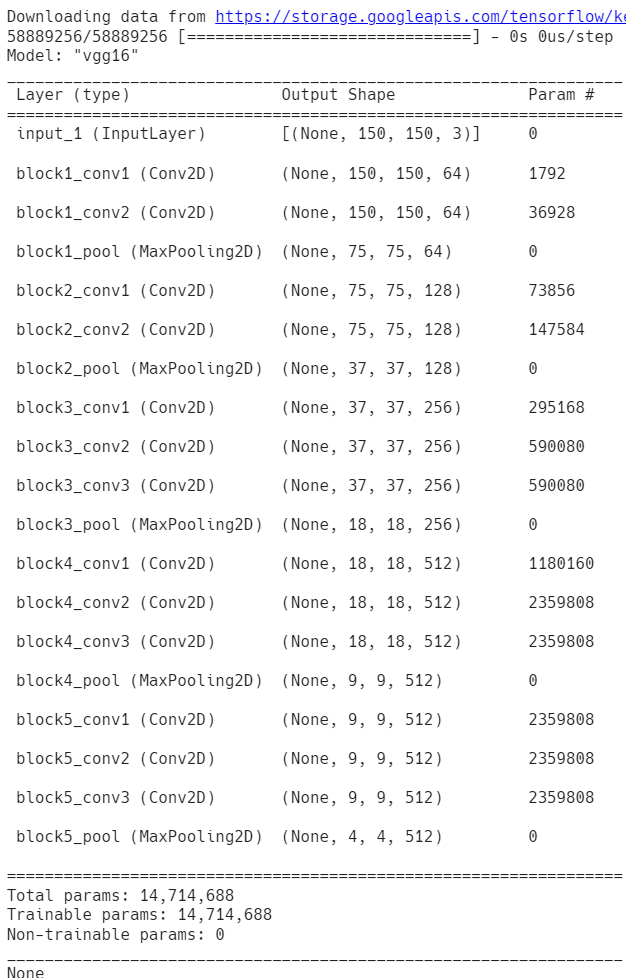 Downloading data from https://storage.googleapis.com/tensorflow/ke
58889256/58889256 [==============================] - 0s 0us/step
Model: "vgg16"
_________________________________________________________________
Layer (type) Output Shape Param #
=================================================================
input_1 (InputLayer) [(None, 150, 150, 3)] 0
block1_conv1 (Conv2D) (None, 150, 150, 64) 1792
block1_conv2 (Conv2D) (None, 150, 150, 64) 36928
block1_pool (MaxPooling2D) (None, 75, 75, 64) 0
block2_conv1 (Conv2D) (None, 75, 75, 128) 73856
block2_conv2 (Conv2D) (None, 75, 75, 128) 147584
block2_pool (MaxPooling2D) (None, 37, 37, 128) 0
block3_conv1 (Conv2D) (None, 37, 37, 256) 295168
block3_conv2 (Conv2D) (None, 37, 37, 256) 590080
block3_conv3 (Conv2D) (None, 37, 37, 256) 590080
block3_pool (MaxPooling2D) (None, 18, 18, 256) 0
block4_conv1 (Conv2D) (None, 18, 18, 512) 1180160
block4_conv2 (Conv2D) (None, 18, 18, 512) 2359808
block4_conv3 (Conv2D) (None, 18, 18, 512) 2359808
block4_pool (MaxPooling2D) (None, 9, 9, 512) 0
block5_conv1 (Conv2D) (None, 9, 9, 512) 2359808
block5_conv2 (Conv2D) (None, 9, 9, 512) 2359808
block5_conv3 (Conv2D) (None, 9, 9, 512) 2359808
block5_pool (MaxPooling2D) (None, 4, 4, 512) 0
=================================================================
Total params: 14,714,688
Trainable params: 14,714,688
Non-trainable params: 0
_________________________________________________________________
None